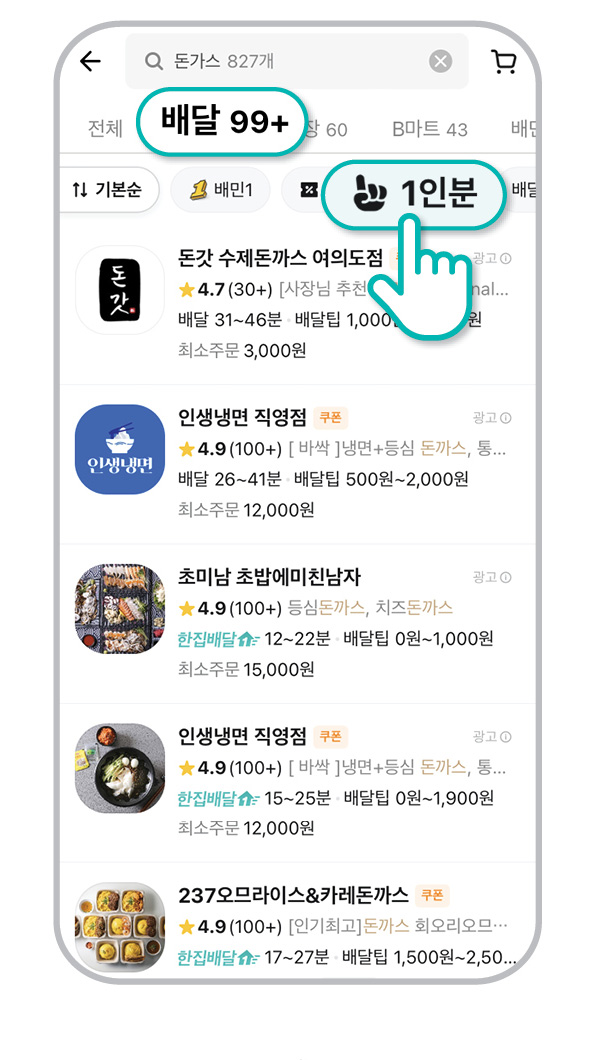 돈가스 827개
전체 배달 99+ 장 60 B마트 43 배민
기본순 배민1 1인분 배달
돈갓
돈갓 수제돈까스 여의도점 광고
4.7(30+) [사장님 추천 nal...
배달 31~46분 · 배달팁 1,000 원
최소주문 3,000원
인생냉면
인생냉면 직영점 쿠폰 광고
4.9(100+) [ 바싹 ]냉면+등심 돈까스, 통...
배달 26~41분 · 배달팁 500원~2,000원
최소주문 12,000원
초미남 초밥에미친남자 광고
4.9(100+) 등심돈까스, 치즈돈까스
한집배달 12~22분 · 배달팁 0원~1,000원
최소주문 15,000원
인생냉면 직영점 쿠폰 광고
4.9(100+) [ 바싹 ]냉면+등심 돈까스, 통...
한집배달 15~25분 · 배달팁 0원~1,900원
최소주문 12,000원
237오므라이스&카레돈까스 쿠폰
4.9(100+) [인기최고]돈까스 회오리오므...
한집배달 17~27분 · 배달팁 1,500원~2,50...